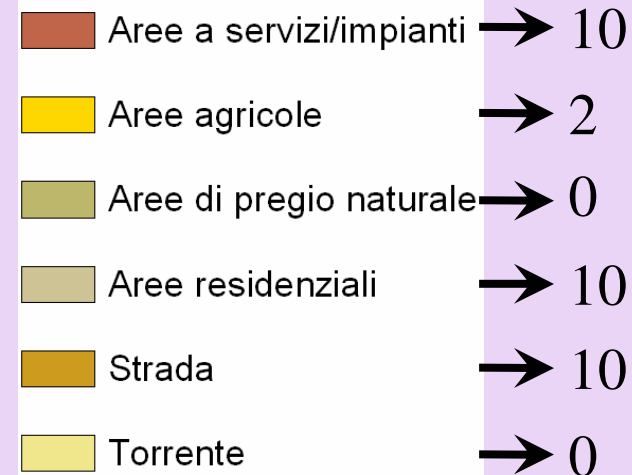 Aree a servizi/impianti 10
Aree agricole 2
Aree di pregio naturale 0
Aree residenziali 10
Strada 10
Torrente 0